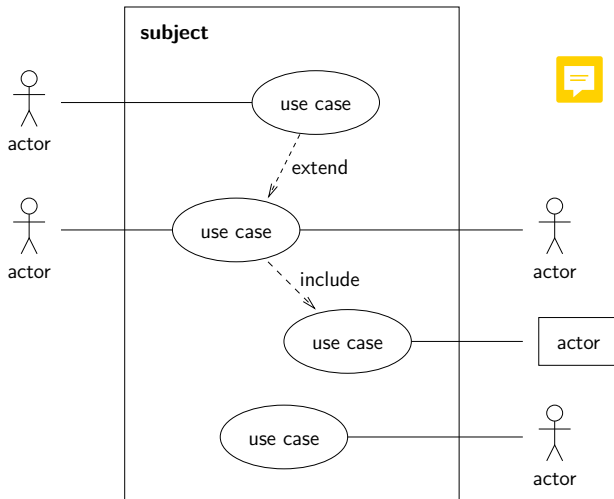 subject
use case
actor
extend
use case
actor
actor
include
use case
actor
use case
actor